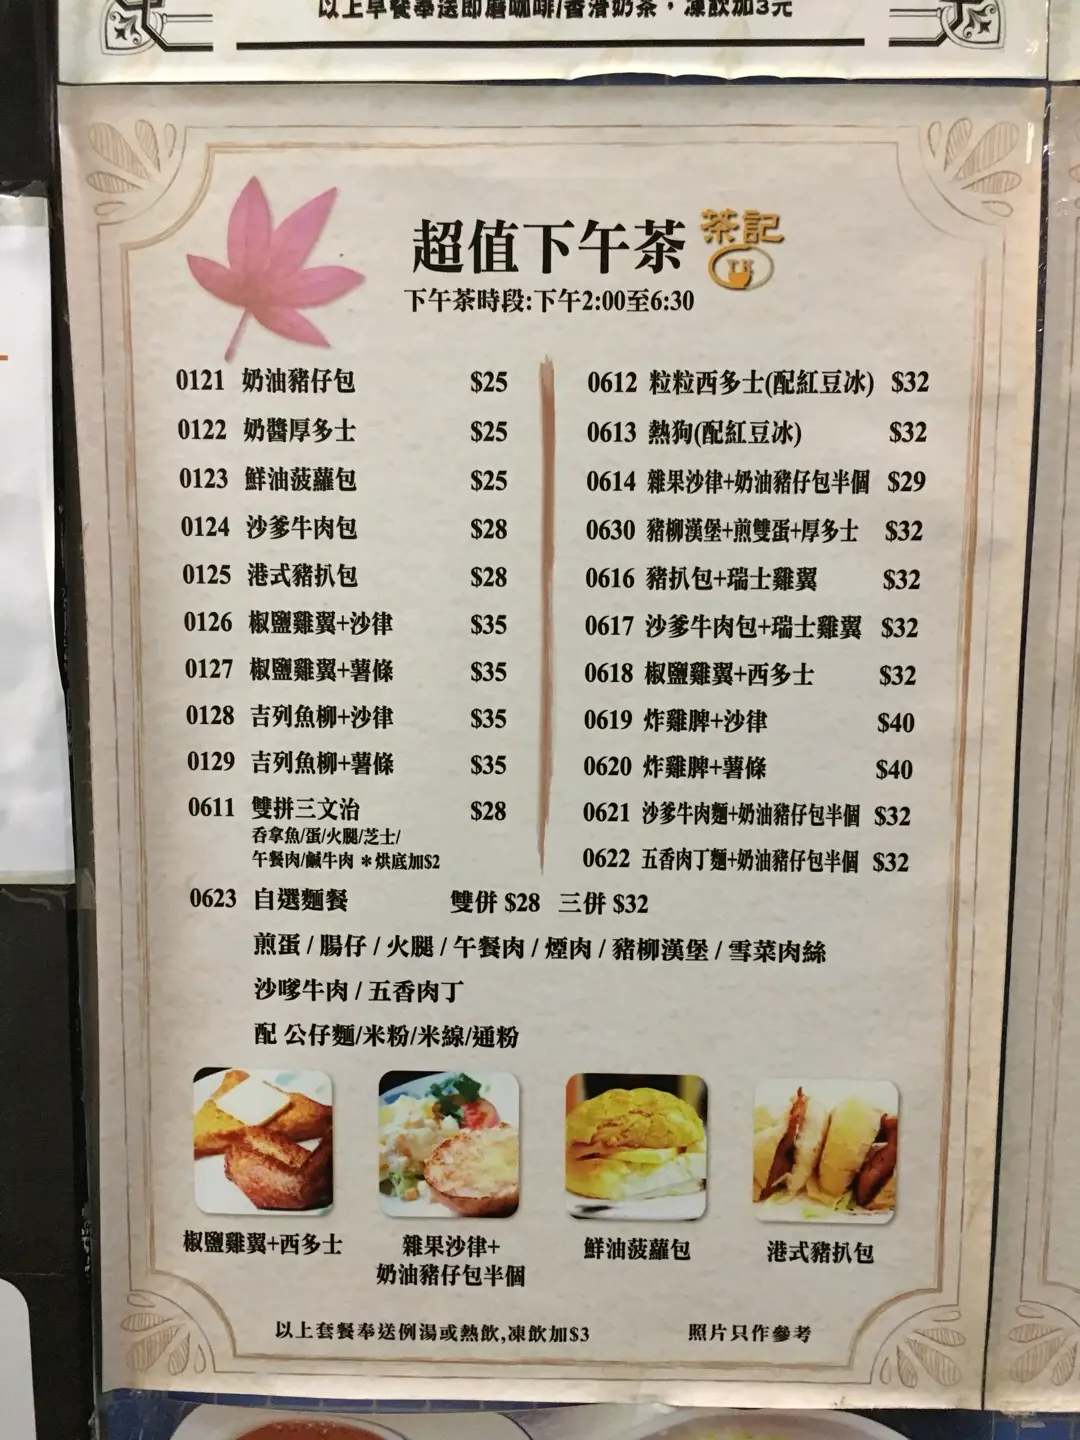 以上早餐奉送即磨咖啡/香滑奶茶，凍飲加3元
超值下午茶
茶記
TK
下午茶時段:下午2:00至6:30
0121 奶油豬仔包 $25
0122 奶醬厚多士 $25
0123 鮮油菠蘿包 $25
0124 沙爹牛肉包 $28
0125 港式豬扒包 $28
0126 椒鹽雞翼+沙律 $35
0127 椒鹽雞翼+薯條 $35
0128 吉列魚柳+沙律 $35
0129 吉列魚柳+薯條 $35
0611 雙拼三文治 $28
吞拿魚/蛋/火腿/芝士/
午餐肉/鹹牛肉 *烘底加$2
0612 粒粒西多士(配紅豆冰) $32
0613 熱狗(配紅豆冰) $32
0614 雜果沙律+奶油豬仔包半個 $29
0630 豬柳漢堡+煎雙蛋+厚多士 $32
0616 豬扒包+瑞士雞翼 $32
0617 沙爹牛肉包+瑞士雞翼 $32
0618 椒鹽雞翼+西多士 $32
0619 炸雞脾+沙律 $40
0620 炸雞脾+薯條 $40
0621 沙爹牛肉麵+奶油豬仔包半個 $32
0622 五香肉丁麵+奶油豬仔包半個 $32
0623 自選麵餐 雙併 $28 三併 $32
煎蛋 / 腸仔 / 火腿 / 午餐肉 / 煙肉 / 豬柳漢堡 / 雪菜肉絲
沙嗲牛肉 / 五香肉丁
配 公仔麵/米粉/米線/通粉
椒鹽雞翼+西多士
雜果沙律+
奶油豬仔包半個
鮮油菠蘿包
港式豬扒包
以上套餐奉送例湯或熱飲,凍飲加$3
照片只作參考